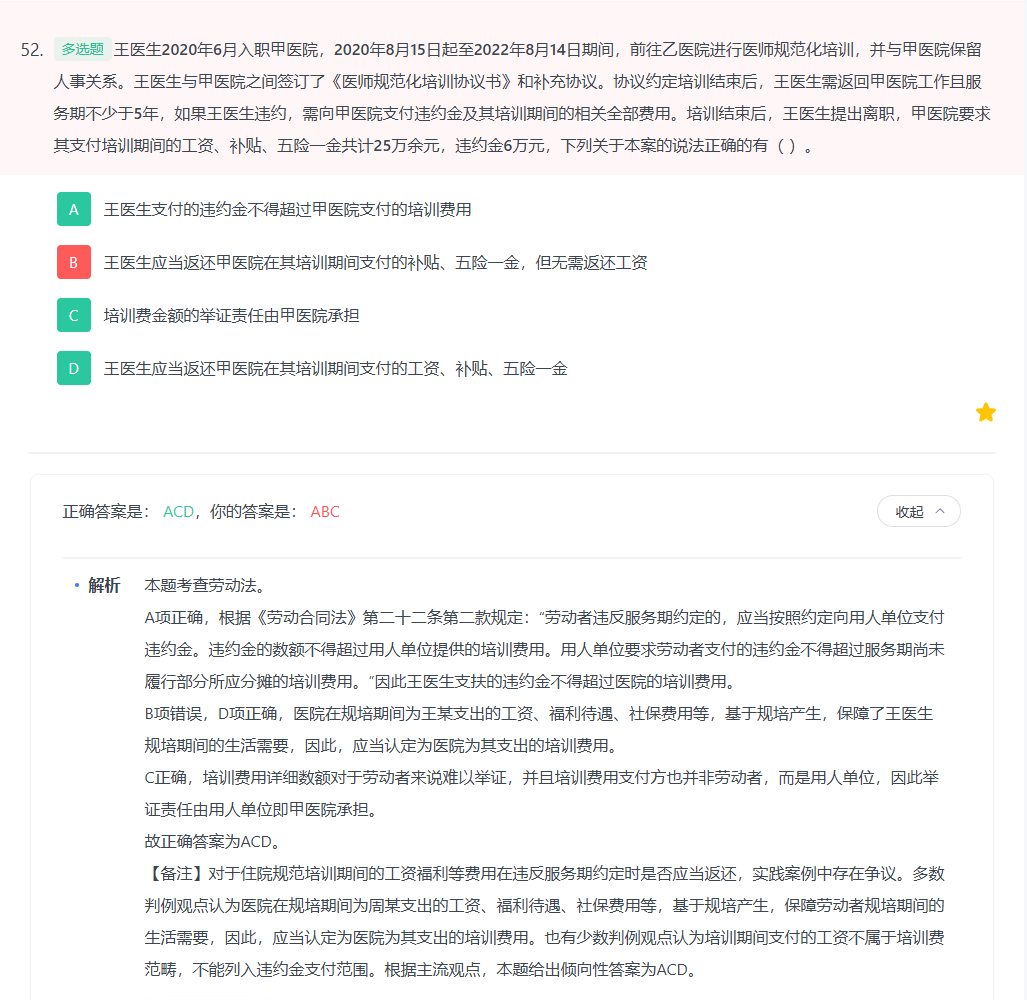 52. 多选题 王医生2020年6月入职甲医院，2020年8月15日起至2022年8月14日期间，前往乙医院进行医师规范化培训，并与甲医院保留
人事关系。王医生与甲医院之间签订了《医师规范化培训协议书》和补充协议。协议约定培训结束后，王医生需返回甲医院工作且服
务期不少于5年，如果王医生违约，需向甲医院支付违约金及其培训期间的相关全部费用。培训结束后，王医生提出离职，甲医院要求
其支付培训期间的工资、补贴、五险一金共计25万余元，违约金6万元，下列关于本案的说法正确的有（ ）。
A 王医生支付的违约金不得超过甲医院支付的培训费用
B 王医生应当返还甲医院在其培训期间支付的补贴、五险一金，但无需返还工资
C 培训费金额的举证责任由甲医院承担
D 王医生应当返还甲医院在其培训期间支付的工资、补贴、五险一金
正确答案是： ACD，你的答案是： ABC
收起
解析 本题考查劳动法。
A项正确，根据《劳动合同法》第二十二条第二款规定：“劳动者违反服务期约定的，应当按照约定向用人单位支付
违约金。违约金的数额不得超过用人单位提供的培训费用。用人单位要求劳动者支付的违约金不得超过服务期尚未
履行部分所应分摊的培训费用。”因此王医生支扶的违约金不得超过医院的培训费用。
B项错误，D项正确，医院在规培期间为王某支出的工资、福利待遇、社保费用等，基于规培产生，保障了王医生
规培期间的生活需要，因此，应当认定为医院为其支出的培训费用。
C正确，培训费用详细数额对于劳动者来说难以举证，并且培训费用支付方也并非劳动者，而是用人单位，因此举
证责任由用人单位即甲医院承担。
故正确答案为ACD。
【备注】对于住院规范培训期间的工资福利等费用在违反服务期约定时是否应当返还，实践案例中存在争议。多数
判例观点认为医院在规培期间为周某支出的工资、福利待遇、社保费用等，基于规培产生，保障劳动者规培期间的
生活需要，因此，应当认定为医院为其支出的培训费用。也有少数判例观点认为培训期间支付的工资不属于培训费
范畴，不能列入违约金支付范围。根据主流观点，本题给出倾向性答案为ACD。